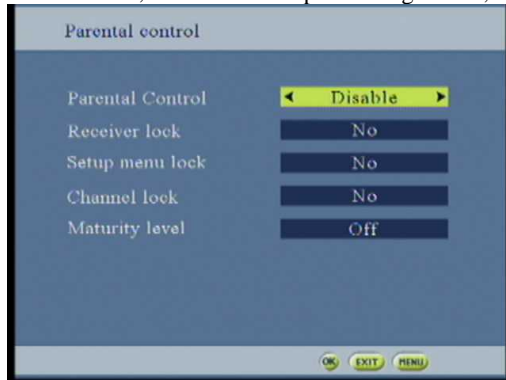 Parental control
Parental Control Disable
Receiver lock No
Setup menu lock No
Channel lock No
Maturity level Off
OK EXIT MENU